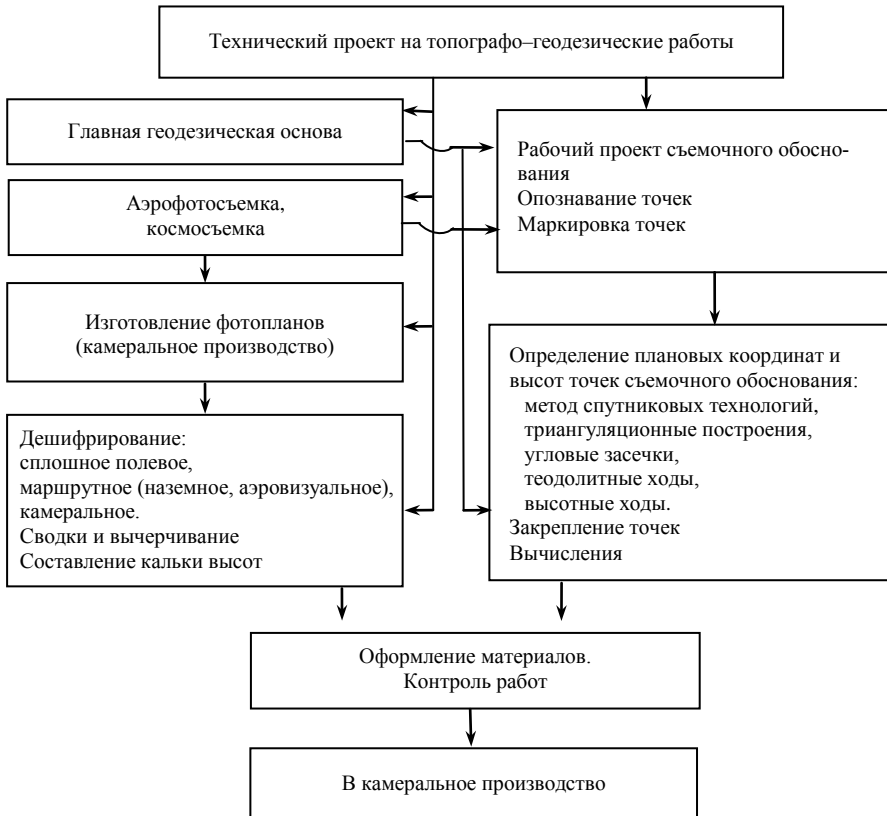 Технический проект на топографо–геодезические работы
Главная геодезическая основа
Рабочий проект съемочного обосно-
вания
Опознавание точек
Маркировка точек
Аэрофотосъемка,
космосъемка
Изготовление фотопланов
(камеральное производство)
Определение плановых координат и
высот точек съемочного обоснования:
метод спутниковых технологий,
триангуляционные построения,
угловые засечки,
теодолитные ходы,
высотные ходы.
Закрепление точек
Вычисления
Дешифрирование:
сплошное полевое,
маршрутное (наземное, аэровизуальное),
камеральное.
Сводки и вычерчивание
Составление кальки высот
Оформление материалов.
Контроль работ
В камеральное производство